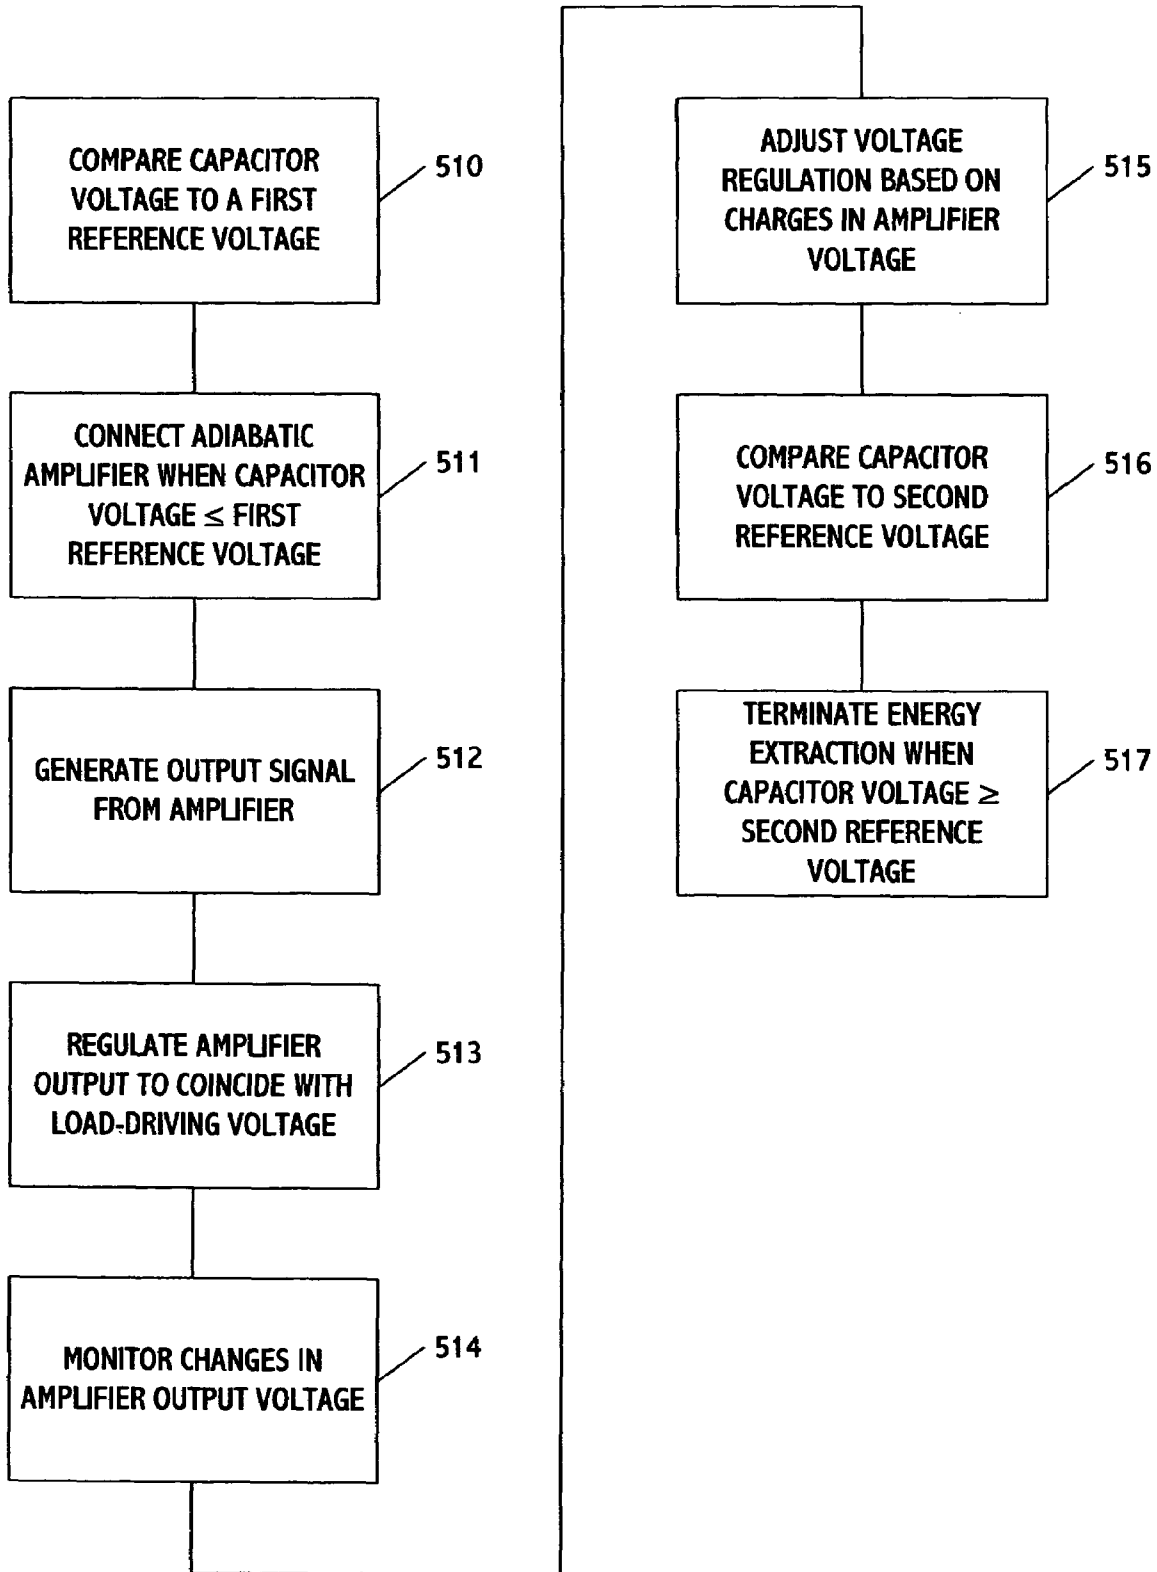 COMPARE CAPACITOR
VOLTAGE TO A FIRST
REFERENCE VOLTAGE
510
CONNECT ADIABATIC
AMPLIFIER WHEN CAPACITOR
VOLTAGE ≤ FIRST
REFERENCE VOLTAGE
511
GENERATE OUTPUT SIGNAL
FROM AMPLIFIER
512
REGULATE AMPLIFIER
OUTPUT TO COINCIDE WITH
LOAD-DRIVING VOLTAGE
513
MONITOR CHANGES IN
AMPLIFIER OUTPUT VOLTAGE
514
ADJUST VOLTAGE
REGULATION BASED ON
CHARGES IN AMPLIFIER
VOLTAGE
515
COMPARE CAPACITOR
VOLTAGE TO SECOND
REFERENCE VOLTAGE
516
TERMINATE ENERGY
EXTRACTION WHEN
CAPACITOR VOLTAGE ≥
SECOND REFERENCE
VOLTAGE
517